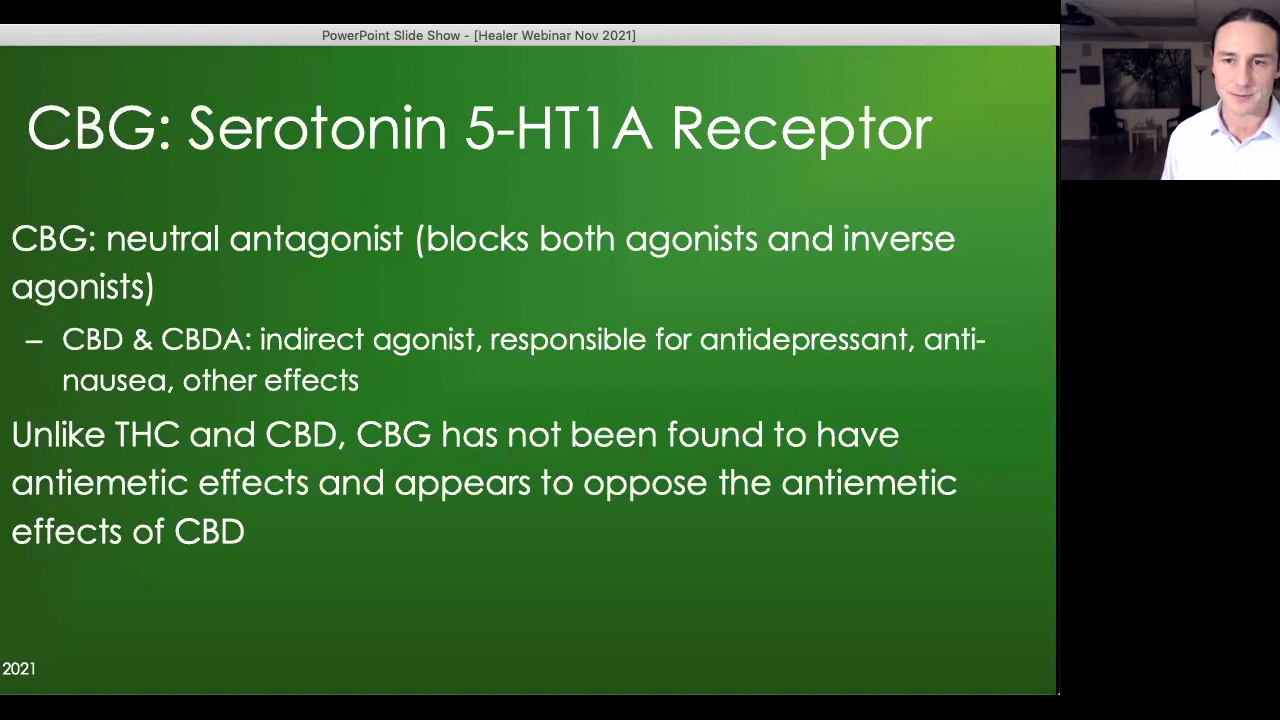 PowerPoint Slide Show - [Healer Webinar Nov 2021]
CBG: Serotonin 5-HT1A Receptor
CBG: neutral antagonist (blocks both agonists and inverse
agonists)
– CBD & CBDA: indirect agonist, responsible for antidepressant, anti-
nausea, other effects
Unlike THC and CBD, CBG has not been found to have
antiemetic effects and appears to oppose the antiemetic
effects of CBD
2021